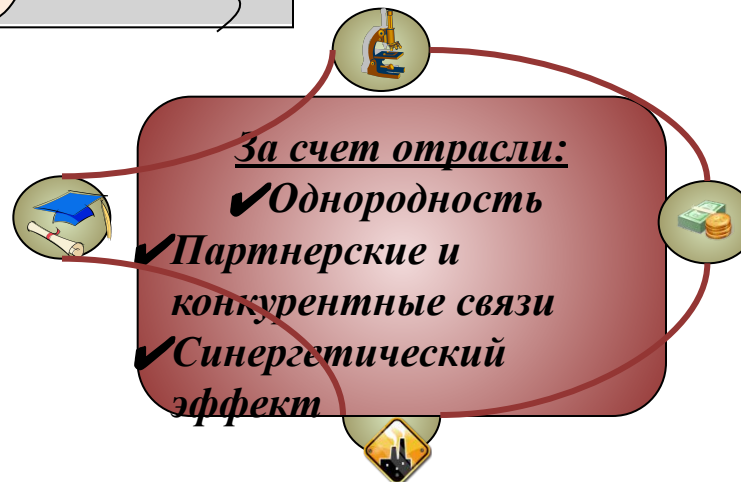 За счет отрасли:
✔Однородность
✔Партнерские и
конкурентные связи
✔Синергетический
эффект